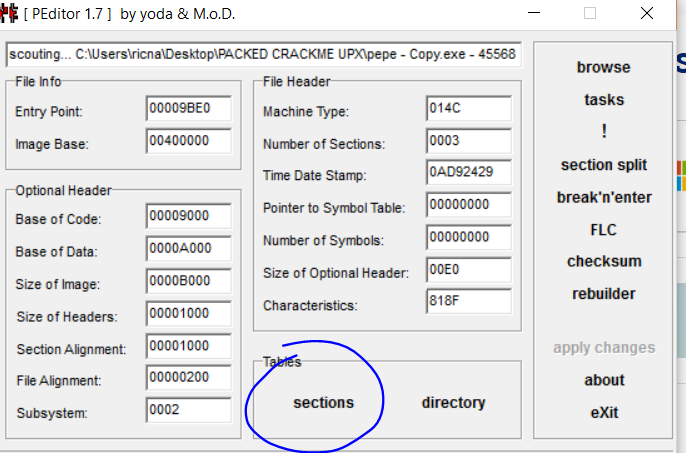 [ PEditor 1.7 ] by yoda & M.o.D.
scouting... C:\Users\ricna\Desktop\PACKED CRACKME UPX\pepe - Copy.exe - 45568
File Info
Entry Point: 00009BE0
Image Base: 00400000
Optional Header
Base of Code: 00009000
Base of Data: 0000A000
Size of Image: 0000B000
Size of Headers: 00001000
Section Alignment: 00001000
File Alignment: 00000200
Subsystem: 0002
File Header
Machine Type: 014C
Number of Sections: 0003
Time Date Stamp: 0AD92429
Pointer to Symbol Table: 00000000
Number of Symbols: 00000000
Size of Optional Header: 00E0
Characteristics: 818F
Tables
sections directory
browse
tasks
!
section split
break'n'enter
FLC
checksum
rebuilder
apply changes
about
eXit